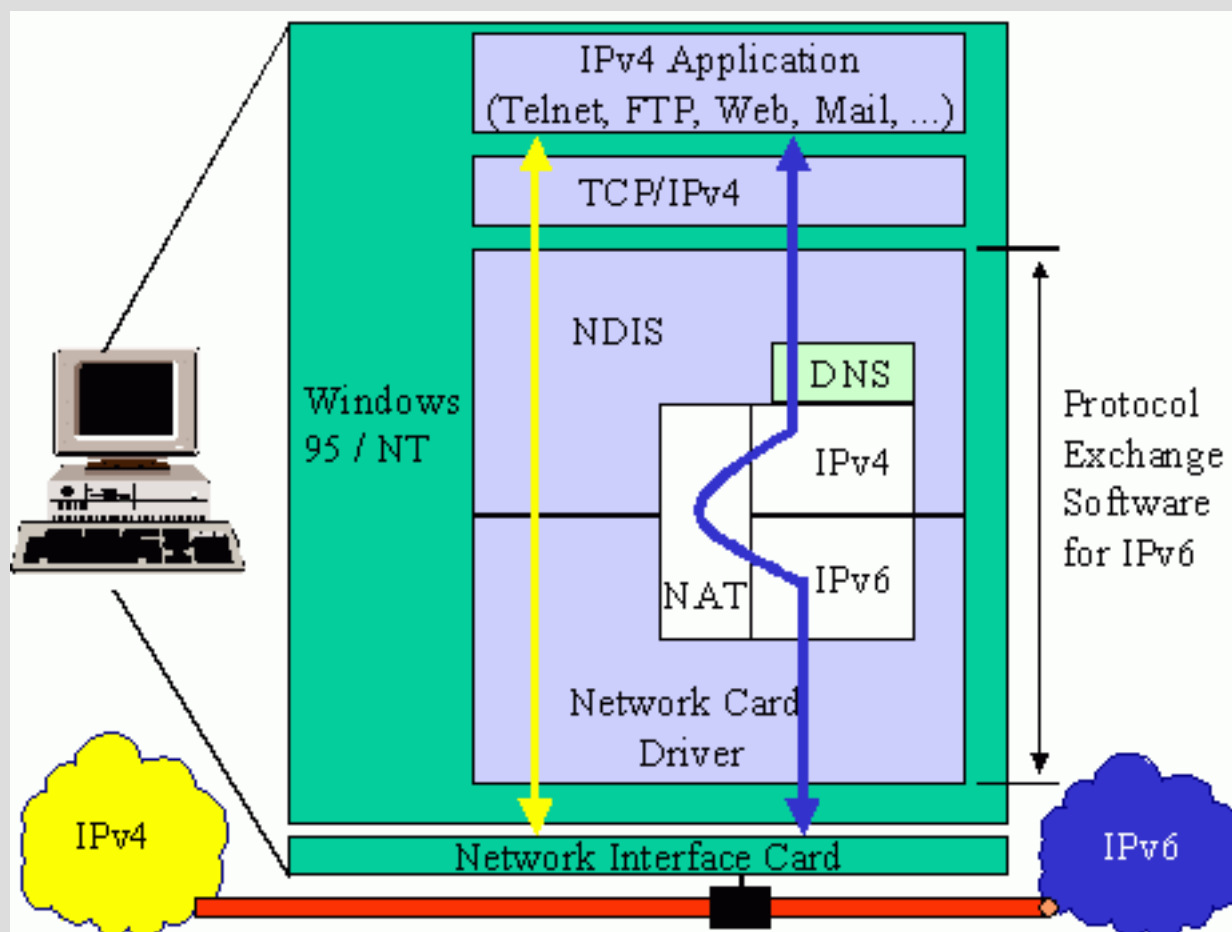 IPv4 Application
(Telnet, FTP, Web, Mail, ...)
TCP/IPv4
NDIS
DNS
Windows
95 / NT
IPv4
NAT
IPv6
Network Card
Driver
Protocol
Exchange
Software
for IPv6
IPv4
Network Interface Card
IPv6